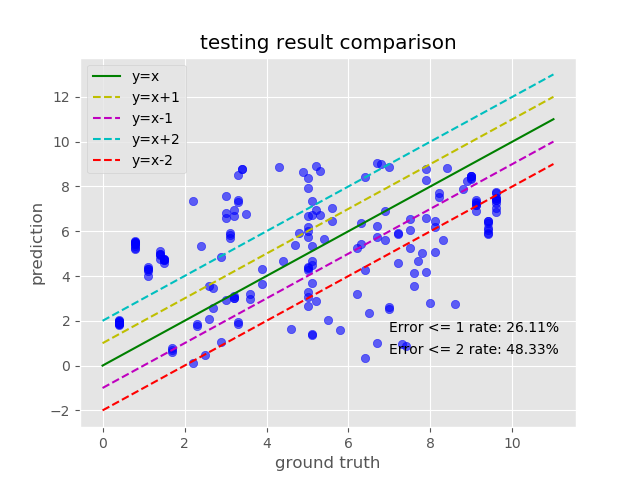 testing result comparison
y=x
y=x+1
y=x-1
y=x+2
y=x-2
12
10
8
6
4
2
0
−2
prediction
Error <= 1 rate: 26.11%
Error <= 2 rate: 48.33%
0 2 4 6 8 10
ground truth